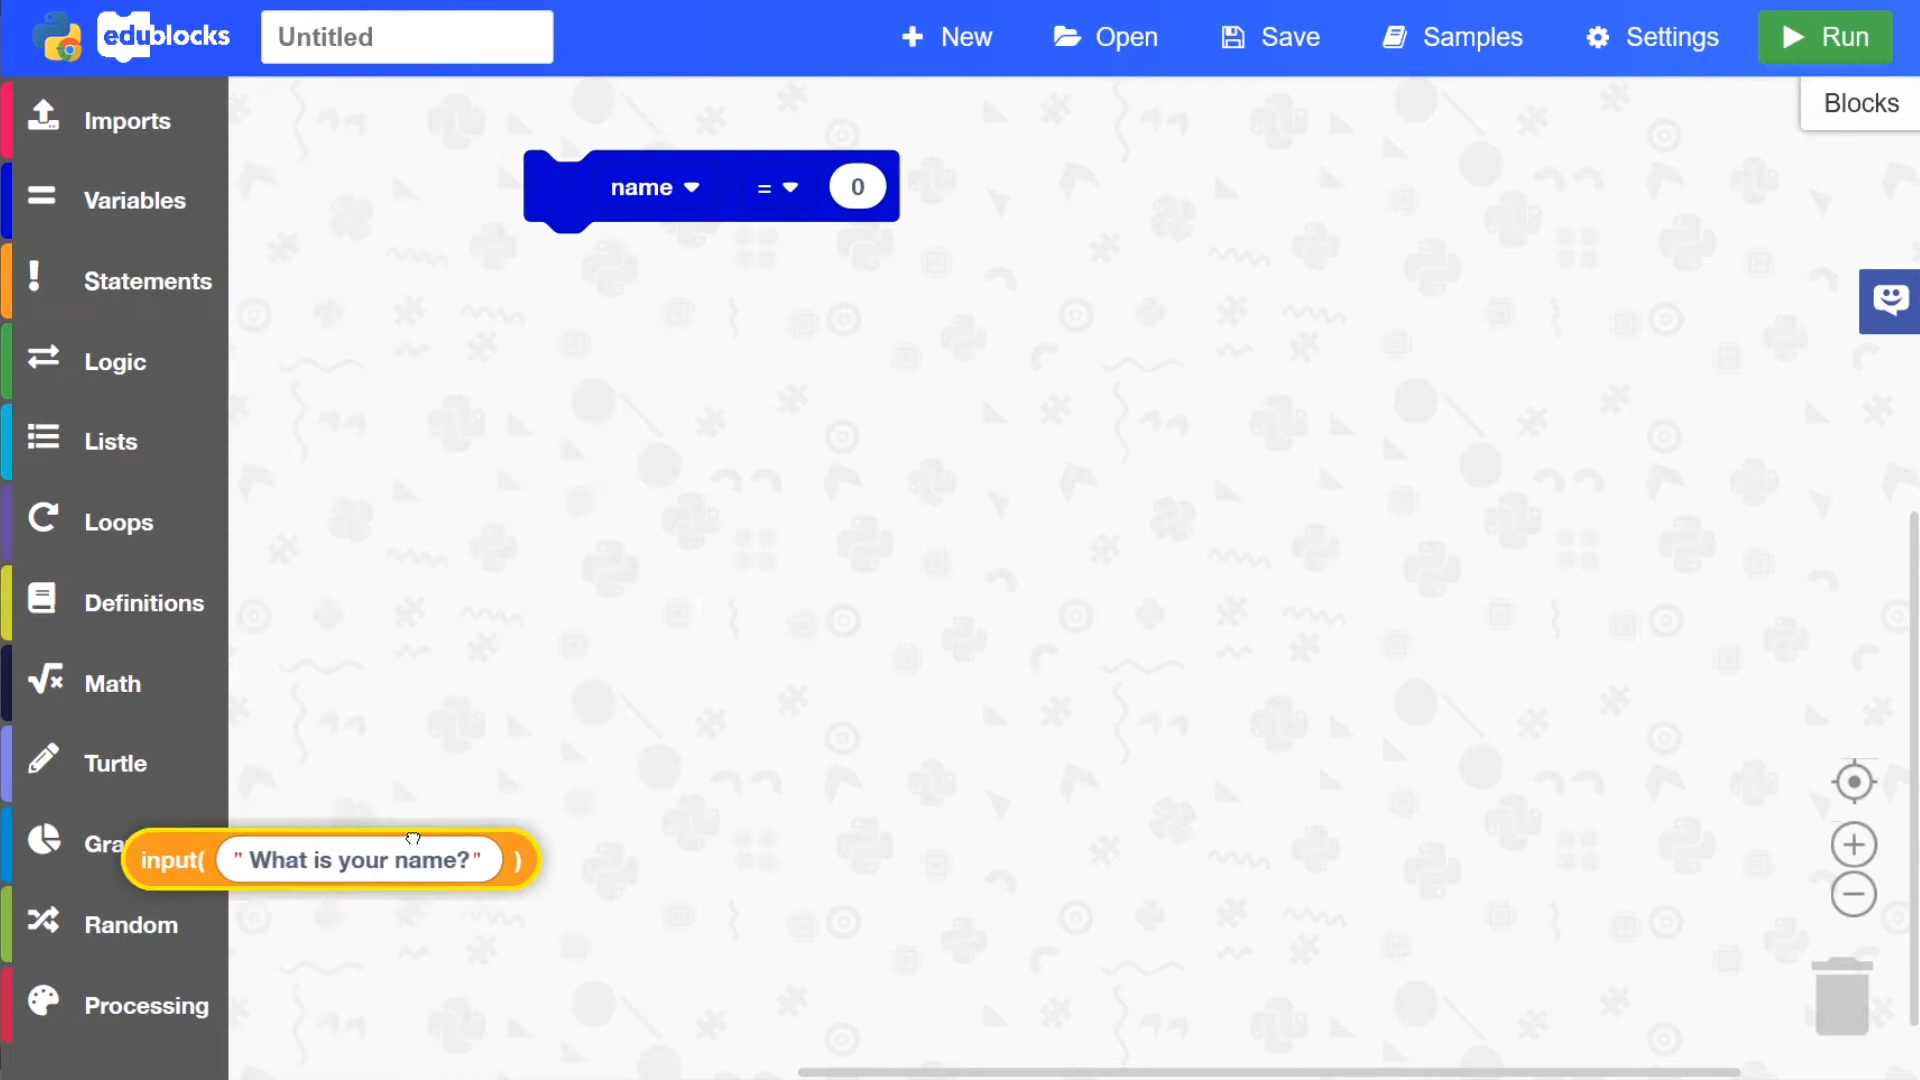 edublocks
Untitled
New
Open
Save
Samples
Settings
Run
Blocks
Imports
Variables
Statements
Logic
Lists
Loops
Definitions
Math
Turtle
Gra
Random
Processing
name = 0
input( " What is your name?" )